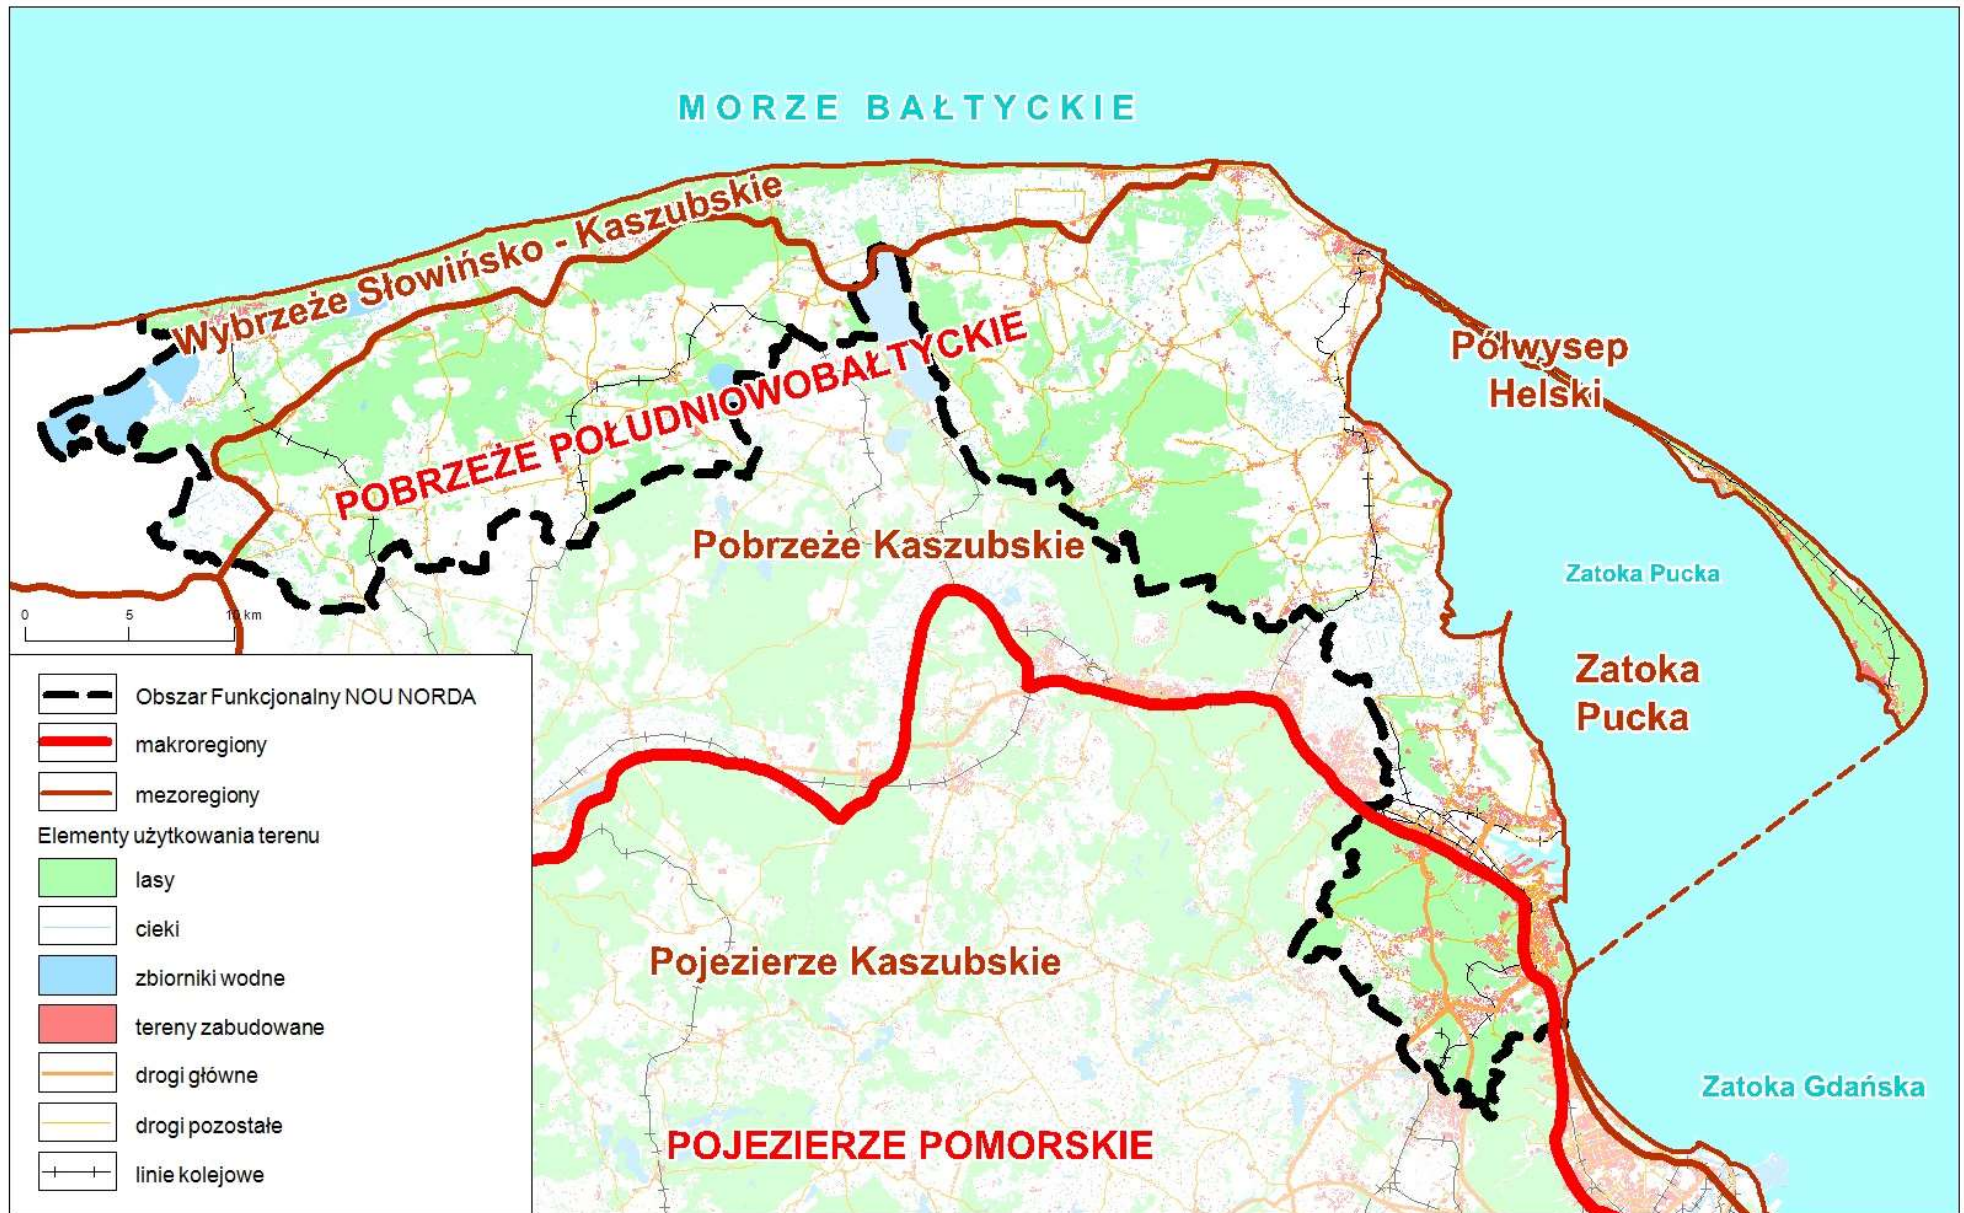 MORZE BAŁTYCKIE
Wybrzeże Słowińsko - Kaszubskie
POBRZEŻE POŁUDNIOWOBAŁTYCKIE
Półwysep
Helski
Pobrzeże Kaszubskie
Zatoka Pucka
Zatoka
Pucka
Pojezierze Kaszubskie
Zatoka Gdańska
POJEZIERZE POMORSKIE
0 5 10 km
Obszar Funkcjonalny NOU NORDA
makroregiony
mezoregiony
Elementy użytkowania terenu
lasy
cieki
zbiorniki wodne
tereny zabudowane
drogi główne
drogi pozostałe
linie kolejowe